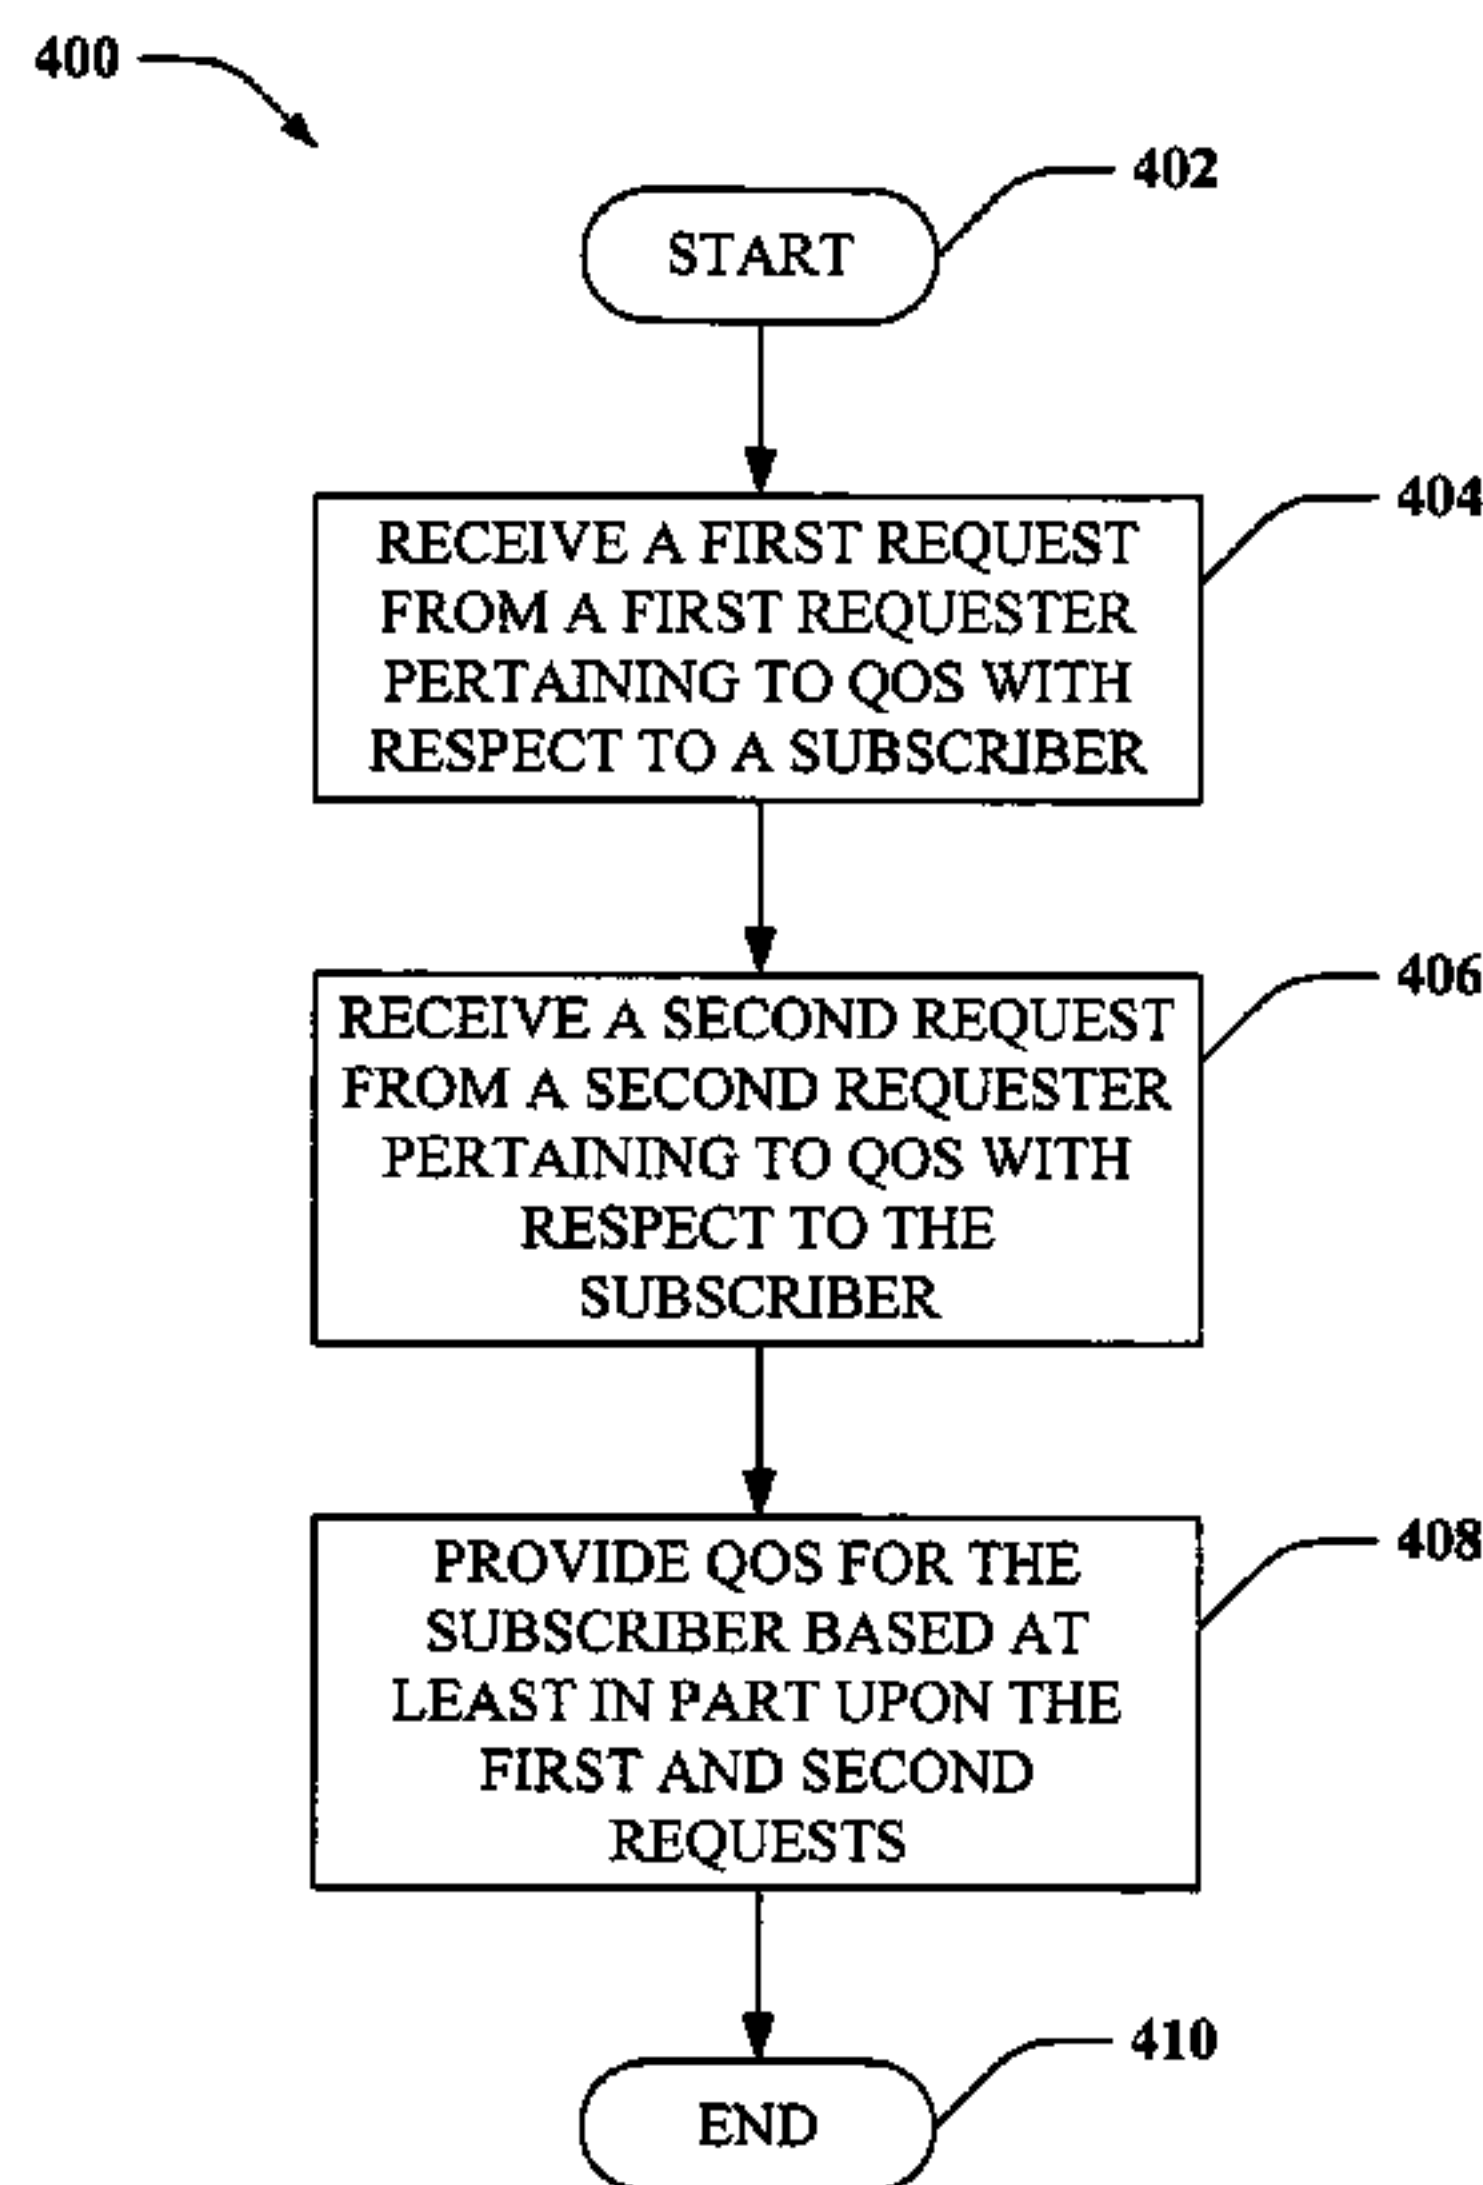 400
402
START
404
RECEIVE A FIRST REQUEST
FROM A FIRST REQUESTER
PERTAINING TO QOS WITH
RESPECT TO A SUBSCRIBER
406
RECEIVE A SECOND REQUEST
FROM A SECOND REQUESTER
PERTAINING TO QOS WITH
RESPECT TO THE
SUBSCRIBER
408
PROVIDE QOS FOR THE
SUBSCRIBER BASED AT
LEAST IN PART UPON THE
FIRST AND SECOND
REQUESTS
410
END